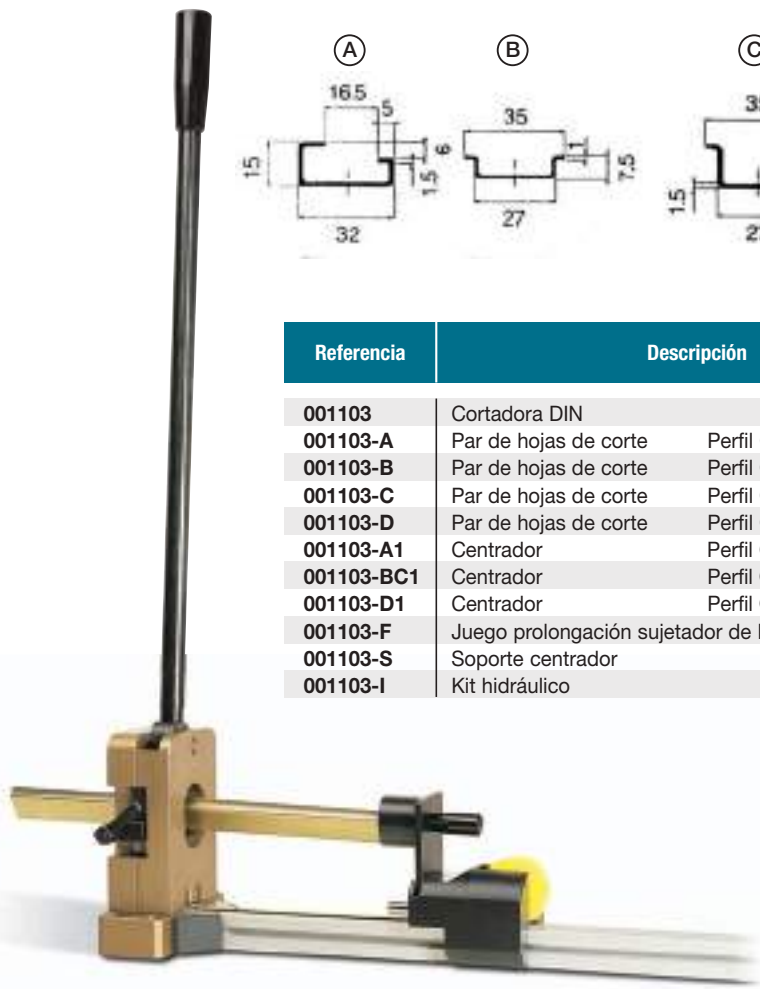 A
B
C
16.5
5
15
6
1.5
32
35
1
7.5
27
1.5
Referencia Descripción
001103 Cortadora DIN
001103-A Par de hojas de corte Perfil
001103-B Par de hojas de corte Perfil
001103-C Par de hojas de corte Perfil
001103-D Par de hojas de corte Perfil
001103-A1 Centrador Perfil
001103-BC1 Centrador Perfil
001103-D1 Centrador Perfil
001103-F Juego prolongación sujetador de
001103-S Soporte centrador
001103-I Kit hidráulico